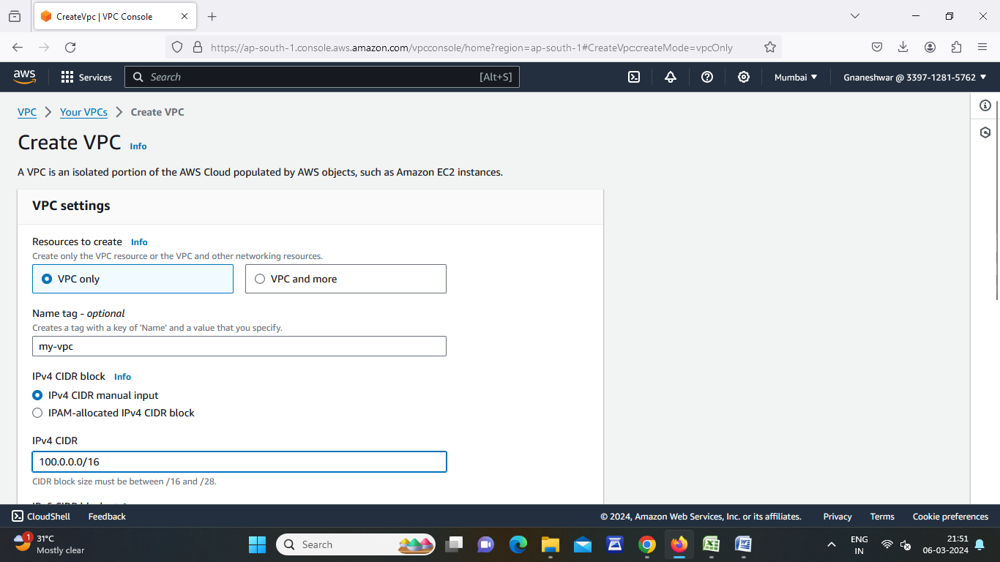 CreateVpc | VPC Console
https://ap-south-1.console.aws.amazon.com/vpcconsole/home?region=ap-south-1#CreateVpc:createMode=vpcOnly
aws
Services
Search
[Alt+S]
Mumbai
Gnaneshwar @ 3397-1281-5762
VPC
Your VPCs
Create VPC
Create VPC Info
A VPC is an isolated portion of the AWS Cloud populated by AWS objects, such as Amazon EC2 instances.
VPC settings
Resources to create Info
Create only the VPC resource or the VPC and other networking resources.
VPC only
VPC and more
Name tag - optional
Creates a tag with a key of 'Name' and a value that you specify.
my-vpc
IPv4 CIDR block Info
IPv4 CIDR manual input
IPAM-allocated IPv4 CIDR block
IPv4 CIDR
100.0.0.0/16
CIDR block size must be between /16 and /28.
CloudShell
Feedback
© 2024, Amazon Web Services, Inc. or its affiliates.
Privacy
Terms
Cookie preferences
1
31°C
Mostly clear
Search
ENG
IN
21:51
06-03-2024